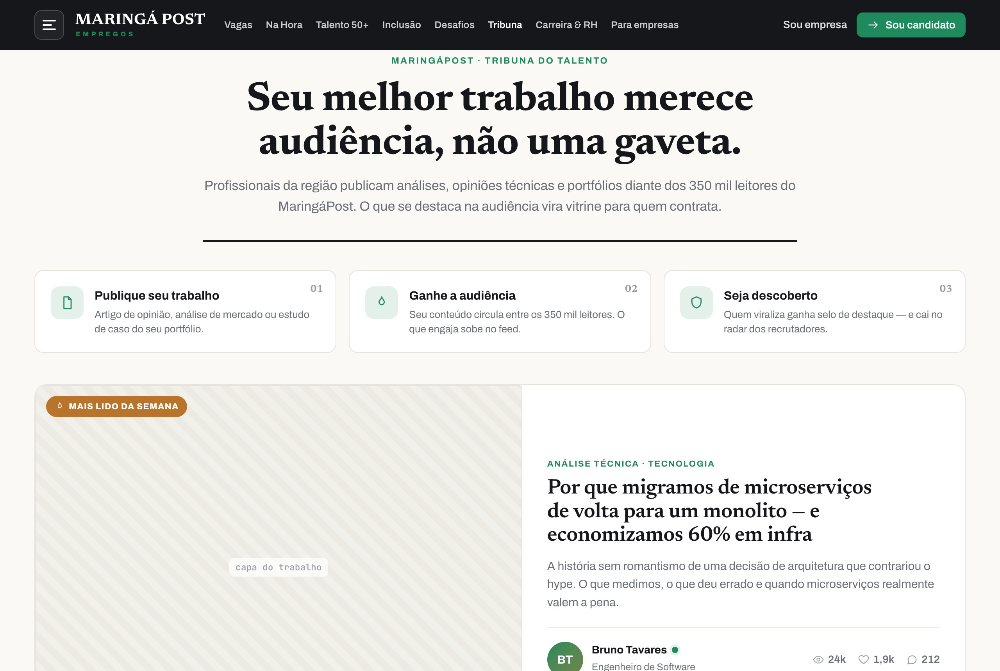 MARINGÁ POST
EMPREGOS
Vagas
Na Hora
Talento 50+
Inclusão
Desafios
Tribuna
Carreira & RH
Para empresas
Sou empresa
Sou candidato
MARINGÁPOST · TRIBUNA DO TALENTO
Seu melhor trabalho merece
audiência, não uma gaveta.
Profissionais da região publicam análises, opiniões técnicas e portfólios diante dos 350 mil leitores do
MaringáPost. O que se destaca na audiência vira vitrine para quem contrata.
01
Publique seu trabalho
Artigo de opinião, análise de mercado ou estudo
de caso do seu portfólio.
02
Ganhe a audiência
Seu conteúdo circula entre os 350 mil leitores. O
que engaja sobe no feed.
03
Seja descoberto
Quem viraliza ganha selo de destaque — e cai no
radar dos recrutadores.
MAIS LIDO DA SEMANA
capa do trabalho
ANÁLISE TÉCNICA · TECNOLOGIA
Por que migramos de microserviços
de volta para um monolito — e
economizamos 60% em infra
A história sem romantismo de uma decisão de arquitetura que contrariou o
hype. O que medimos, o que deu errado e quando microserviços realmente
valem a pena.
BT
Bruno Tavares
Engenheiro de Software
24k
1,9k
212